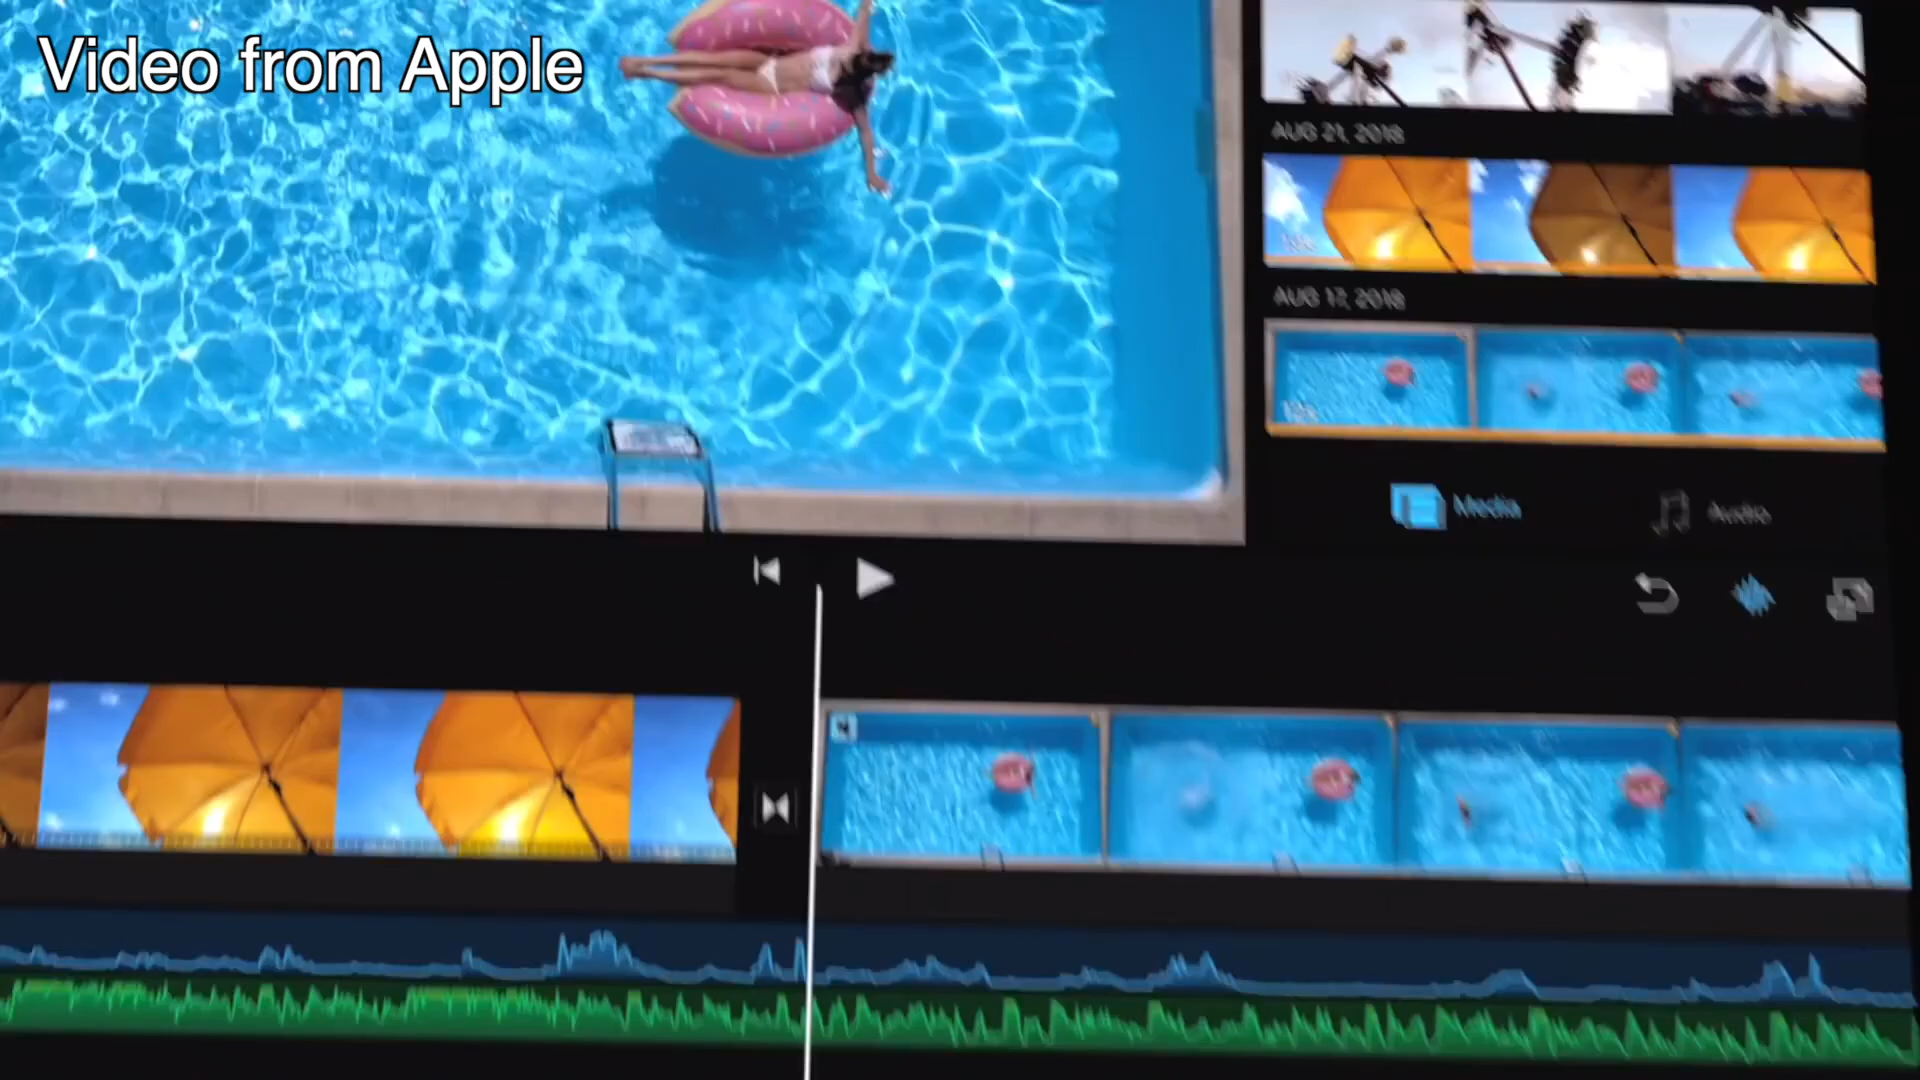 Video from Apple
AUG 21, 2018
AUG 17, 2018
Media
Audio